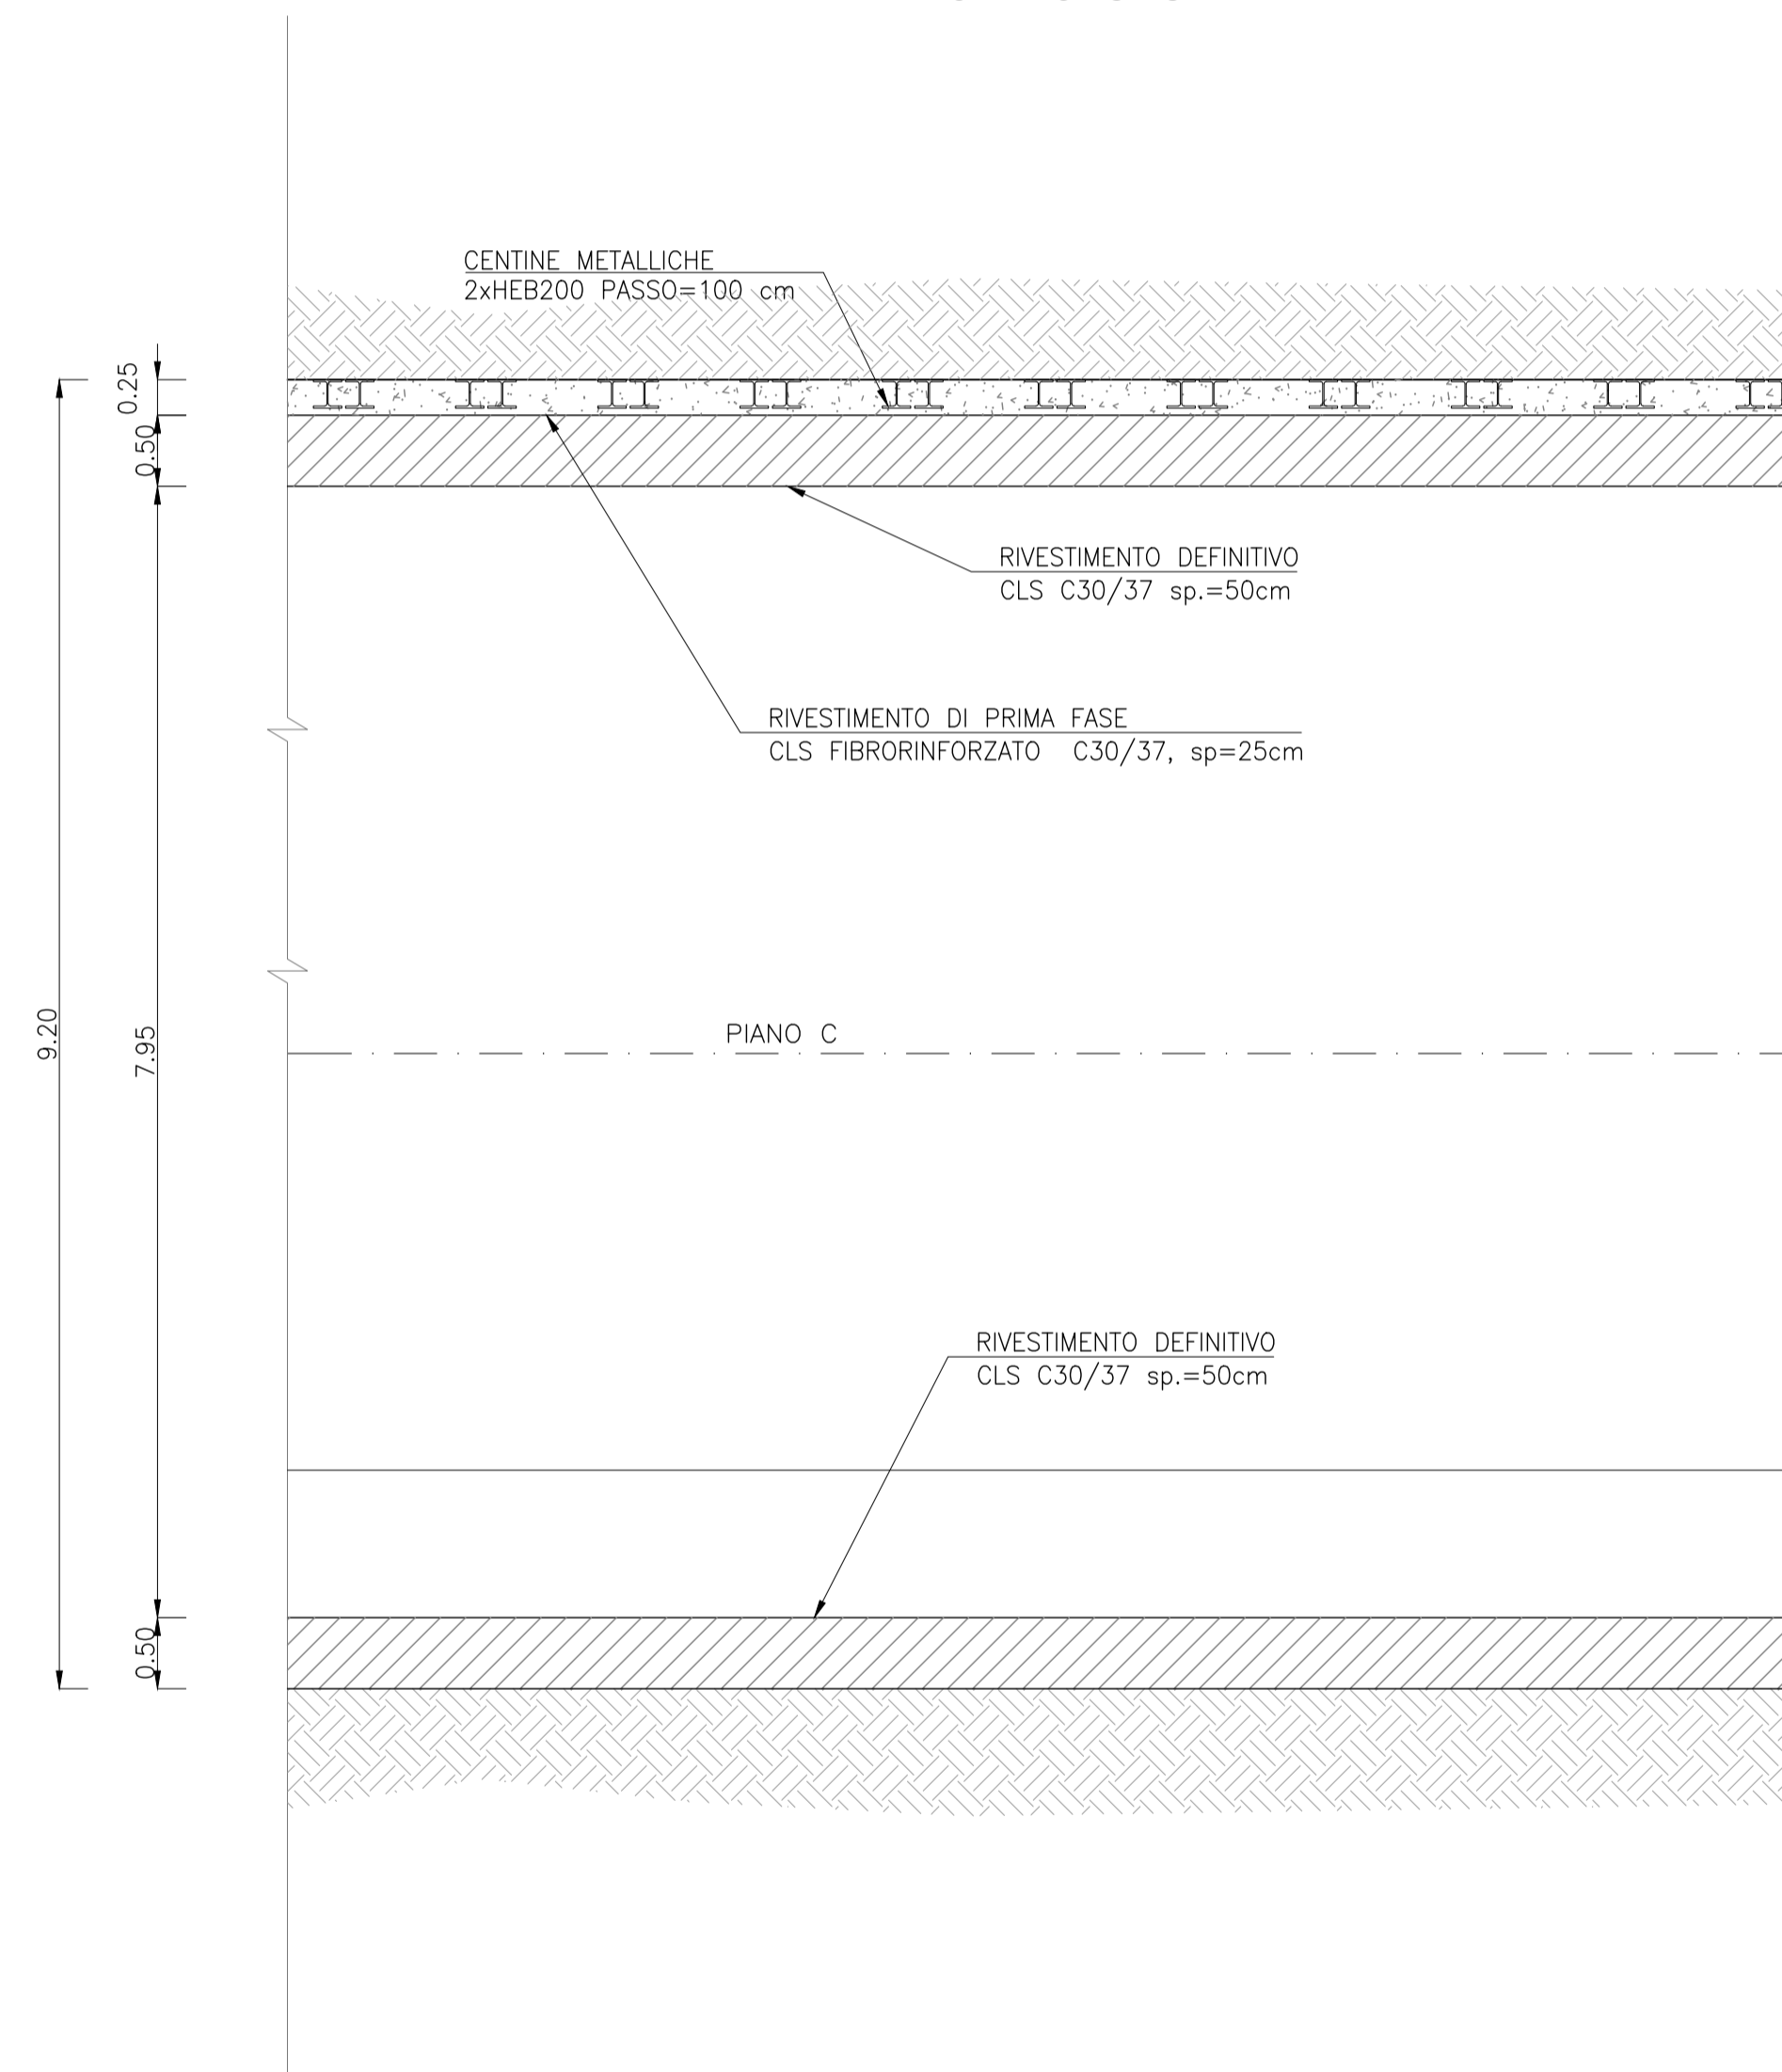 CENTINE METALLICHE
2xHEB200 PASSO=100 cm
0.25
0.50
RIVESTIMENTO DEFINITIVO
CLS C30/37 sp.=50cm
RIVESTIMENTO DI PRIMA FASE
CLS FIBRORINFORZATO C30/37, sp=25cm
9.20
7.95
PIANO C
RIVESTIMENTO DEFINITIVO
CLS C30/37 sp.=50cm
0.50